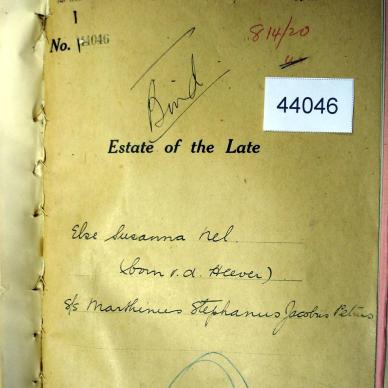 1
No. 44046
814/20
Bind.
44046
Estate of the Late
Else Susanna Nel
(born v.d. Heever)
s/s Marthinus Stephanus Jacobus Petrus